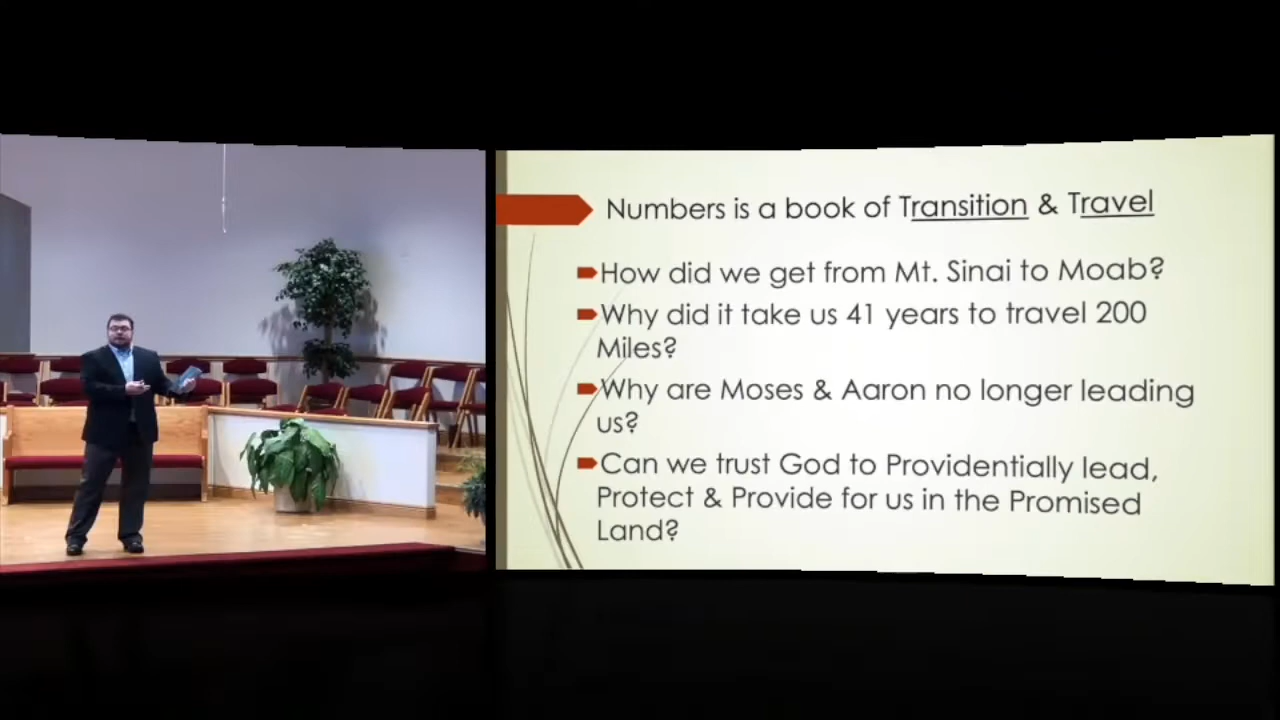 Numbers is a book of Transition & Travel
How did we get from Mt. Sinai to Moab?
Why did it take us 41 years to travel 200
Miles?
Why are Moses & Aaron no longer leading
us?
Can we trust God to Providentially lead,
Protect & Provide for us in the Promised
Land?